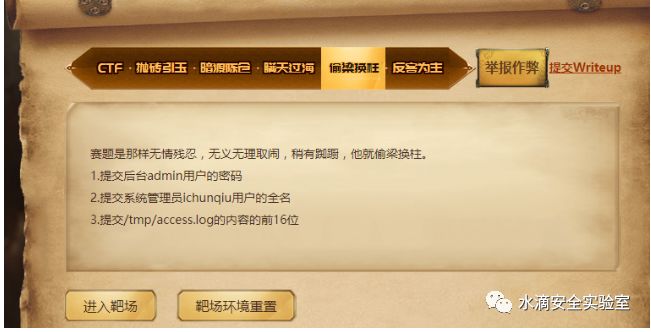 CTF · 抛砖引玉 · 暗渡陈仓 · 瞒天过海 · 偷梁换柱 · 反客为主
举报作弊
提交Writeup
赛题是那样无情残忍，无义无理取闹，稍有踟蹰，他就偷梁换柱。
1.提交后台admin用户的密码
2.提交系统管理员ichunqiu用户的全名
3.提交/tmp/access.log的内容的前16位
进入靶场
靶场环境重置
水滴安全实验室